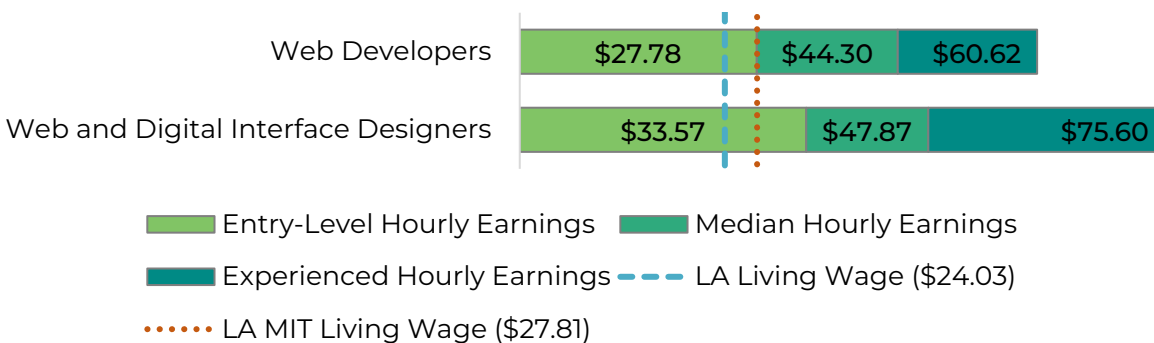 Web Developers $27.78 $44.30 $60.62
Web and Digital Interface Designers $33.57 $47.87 $75.60
Entry-Level Hourly Earnings Median Hourly Earnings
Experienced Hourly Earnings LA Living Wage ($24.03)
LA MIT Living Wage ($27.81)